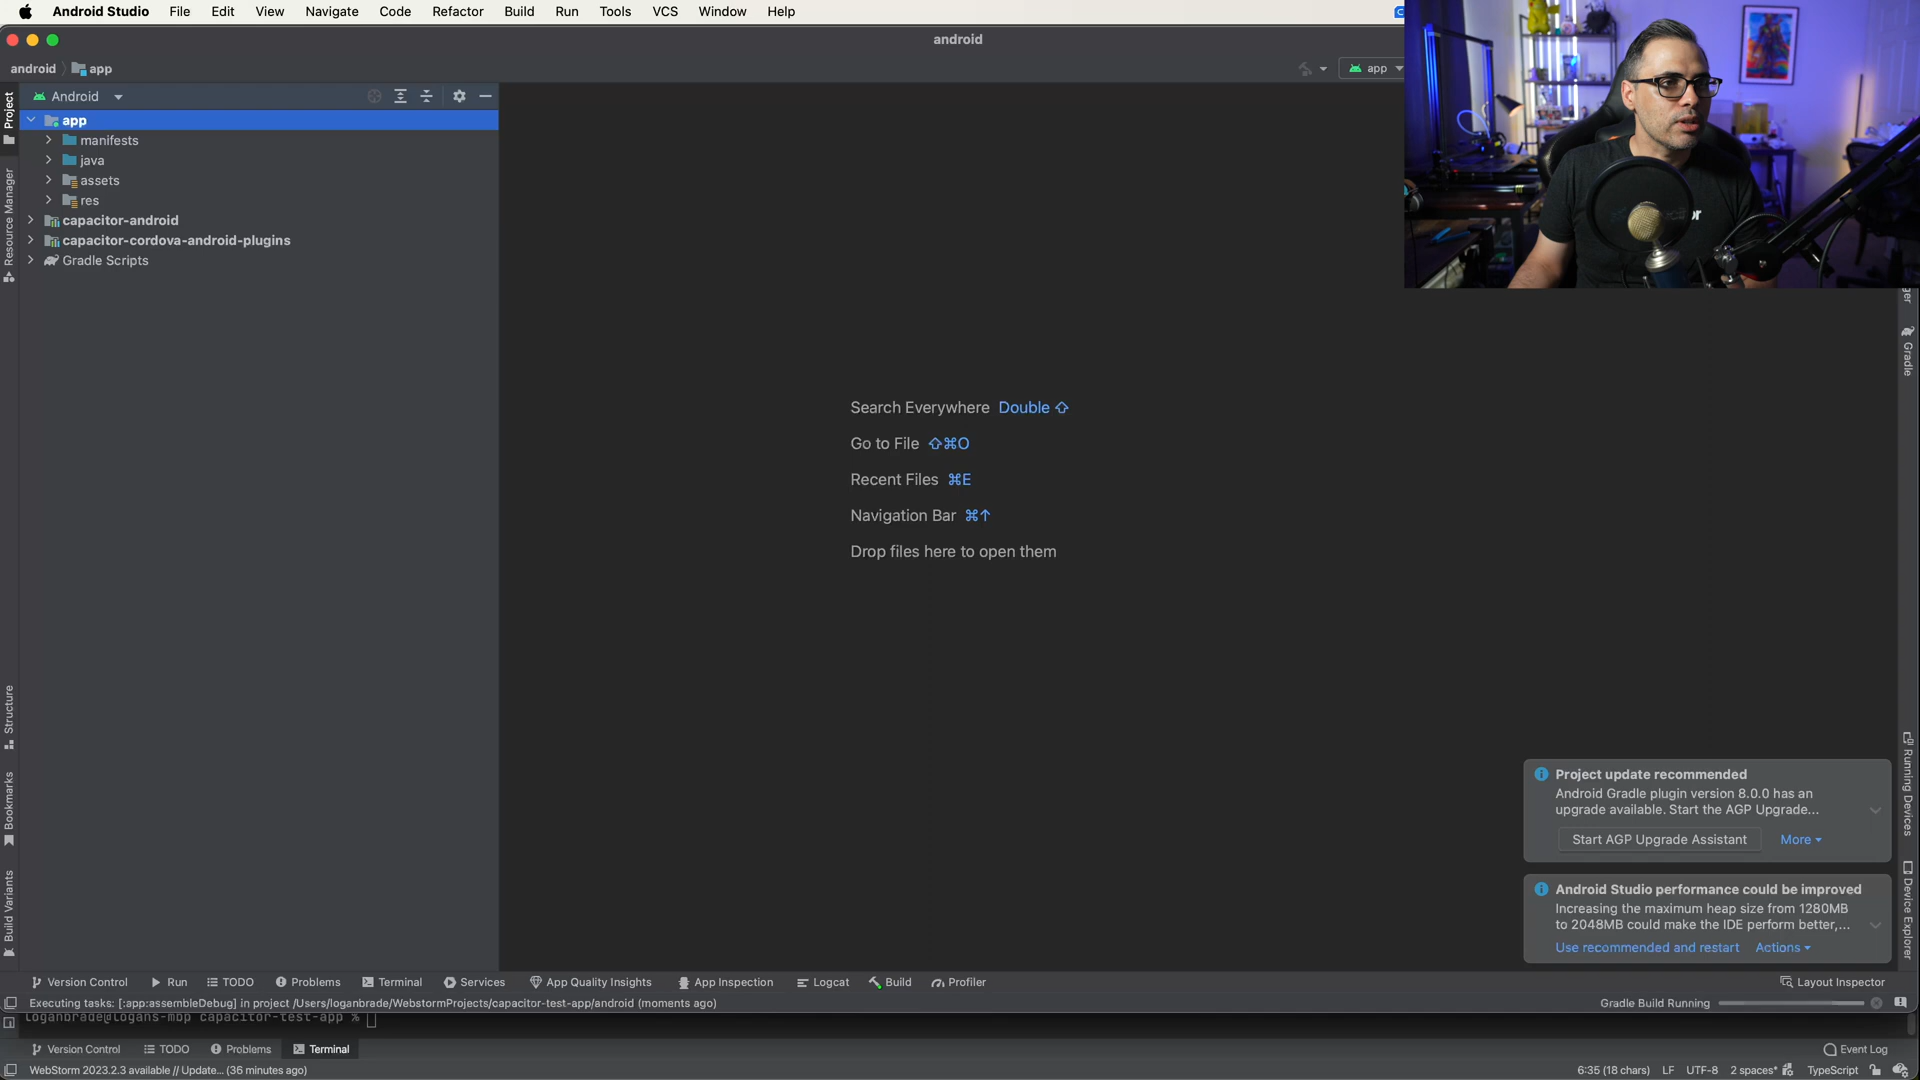 Android Studio File Edit View Navigate Code Refactor Build Run Tools VCS Window Help
android
android app
app
Android
Project
app
manifests
java
assets
res
capacitor-android
capacitor-cordova-android-plugins
Gradle Scripts
Resource Manager
Structure
Bookmarks
Build Variants
Search Everywhere Double ⇧
Go to File ⇧⌘O
Recent Files ⌘E
Navigation Bar ⌘↑
Drop files here to open them
Gradle
Running Devices
Device Explorer
Project update recommended
Android Gradle plugin version 8.0.0 has an
upgrade available. Start the AGP Upgrade...
Start AGP Upgrade Assistant More
Android Studio performance could be improved
Increasing the maximum heap size from 1280MB
to 2048MB could make the IDE perform better,...
Use recommended and restart Actions
Version Control Run TODO Problems Terminal Services App Quality Insights App Inspection Logcat Build Profiler Layout Inspector
Executing tasks: [:app:assembleDebug] in project /Users/loganbrade/WebstormProjects/capacitor-test-app/android (moments ago) Gradle Build Running
loganbrade@logans-mbp capacitor-test-app %
Version Control TODO Problems Terminal Event Log
WebStorm 2023.2.3 available // Update... (36 minutes ago) 6:35 (18 chars) LF UTF-8 2 spaces* TypeScript